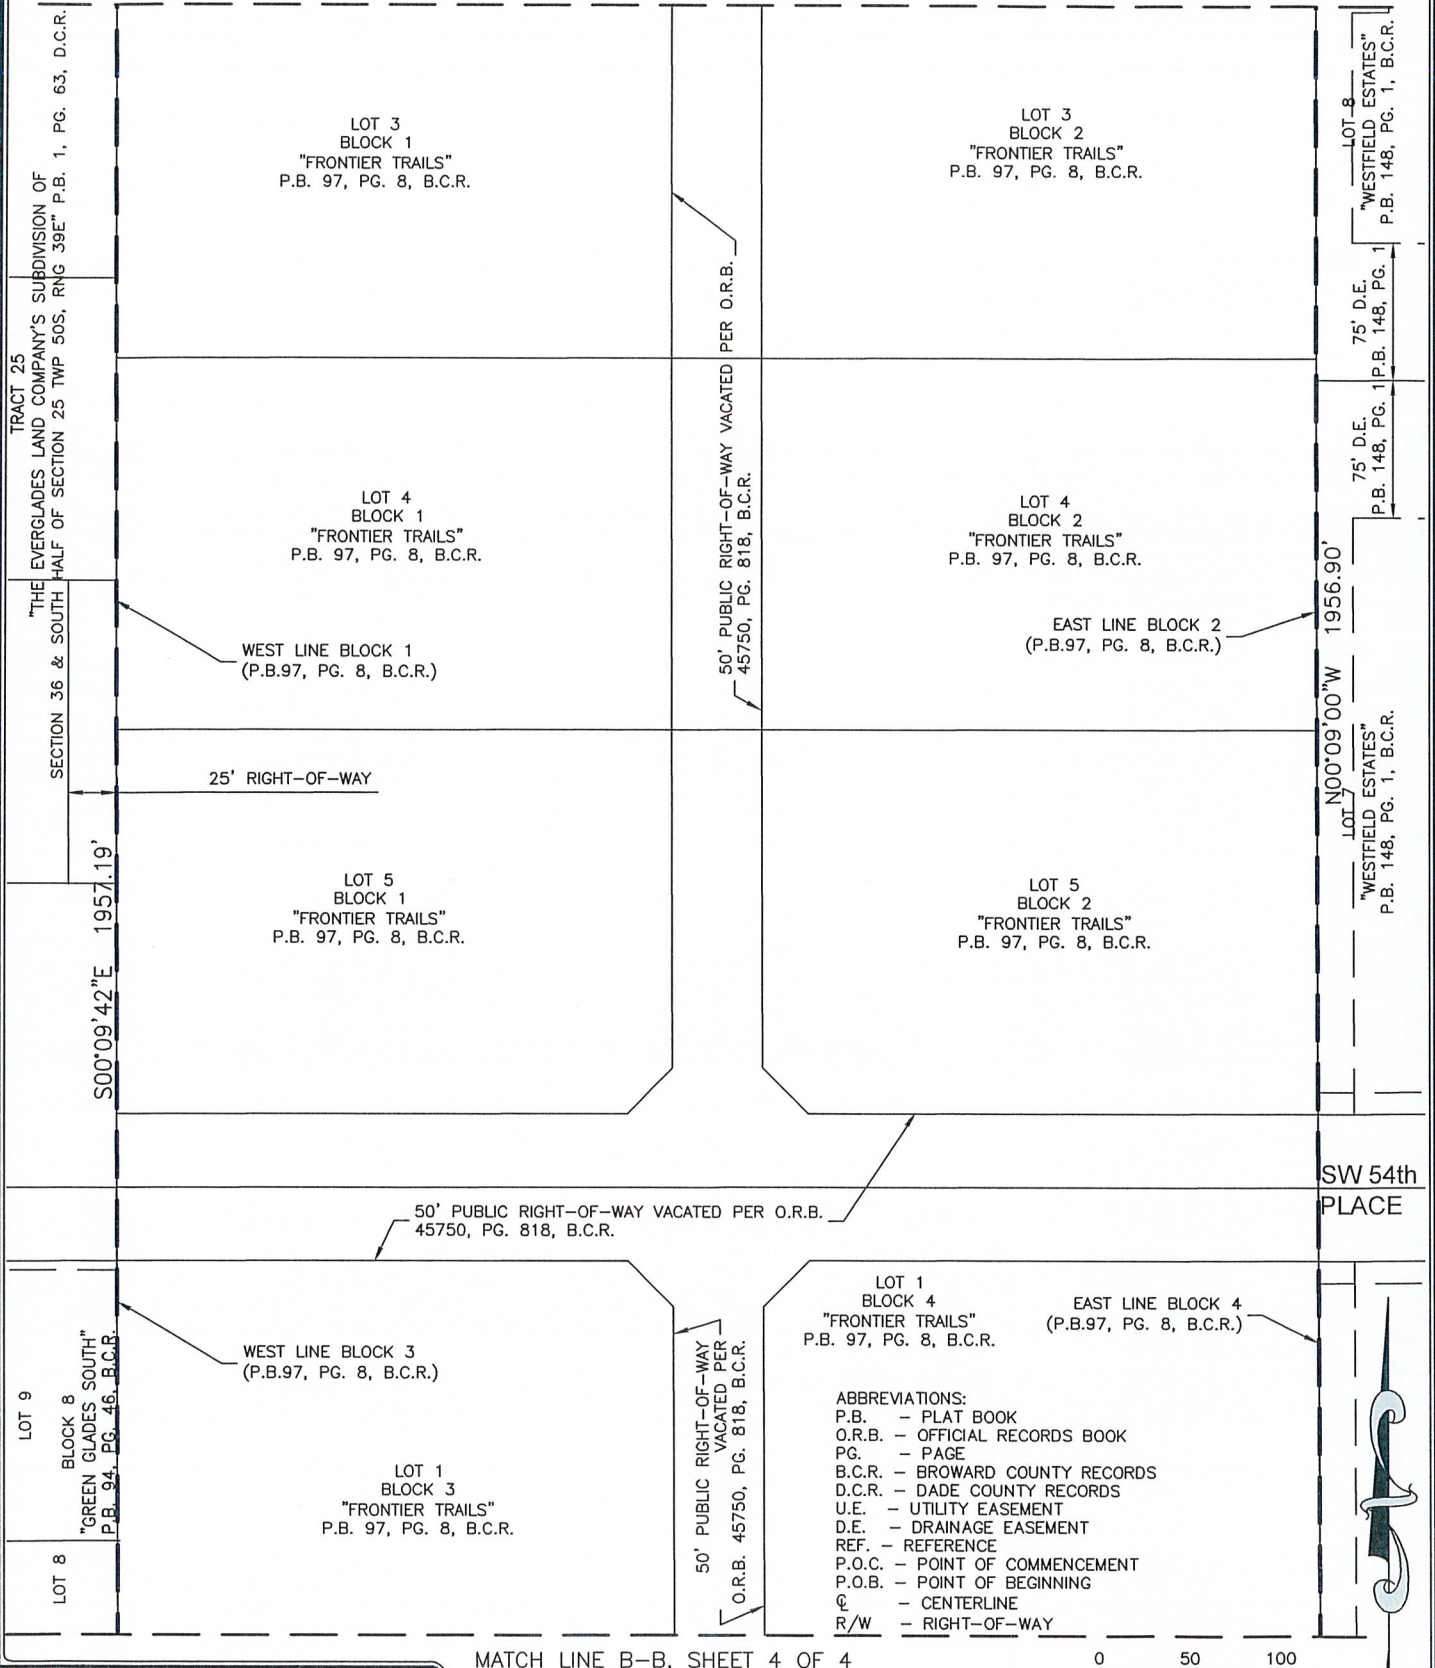 TRACT 25
"THE EVERGLADES LAND COMPANY'S SUBDIVISION OF
SECTION 36 & SOUTH HALF OF SECTION 25 TWP 50S, RNG 39E" P.B. 1, PG. 63, D.C.R.
LOT 3
BLOCK 1
"FRONTIER TRAILS"
P.B. 97, PG. 8, B.C.R.
LOT 3
BLOCK 2
"FRONTIER TRAILS"
P.B. 97, PG. 8, B.C.R.
LOT 8
"WESTFIELD ESTATES"
P.B. 148, PG. 1, B.C.R.
75' D.E.
P.B. 148, PG. 1
75' D.E.
P.B. 148, PG. 1
50' PUBLIC RIGHT-OF-WAY VACATED PER O.R.B.
45750, PG. 818, B.C.R.
LOT 4
BLOCK 1
"FRONTIER TRAILS"
P.B. 97, PG. 8, B.C.R.
LOT 4
BLOCK 2
"FRONTIER TRAILS"
P.B. 97, PG. 8, B.C.R.
WEST LINE BLOCK 1
(P.B.97, PG. 8, B.C.R.)
EAST LINE BLOCK 2
(P.B.97, PG. 8, B.C.R.)
N00°09'00"W 1956.90'
LOT 7
"WESTFIELD ESTATES"
P.B. 148, PG. 1, B.C.R.
25' RIGHT-OF-WAY
S00°09'42"E 1957.19'
LOT 5
BLOCK 1
"FRONTIER TRAILS"
P.B. 97, PG. 8, B.C.R.
LOT 5
BLOCK 2
"FRONTIER TRAILS"
P.B. 97, PG. 8, B.C.R.
SW 54th
PLACE
50' PUBLIC RIGHT-OF-WAY VACATED PER O.R.B.
45750, PG. 818, B.C.R.
LOT 9
BLOCK 8
"GREEN GLADES SOUTH"
P.B. 94, PG. 46, B.C.R.
LOT 8
WEST LINE BLOCK 3
(P.B.97, PG. 8, B.C.R.)
LOT 1
BLOCK 3
"FRONTIER TRAILS"
P.B. 97, PG. 8, B.C.R.
50' PUBLIC RIGHT-OF-WAY
VACATED PER
O.R.B. 45750, PG. 818, B.C.R.
LOT 1
BLOCK 4
"FRONTIER TRAILS"
P.B. 97, PG. 8, B.C.R.
EAST LINE BLOCK 4
(P.B.97, PG. 8, B.C.R.)
ABBREVIATIONS:
P.B. - PLAT BOOK
O.R.B. - OFFICIAL RECORDS BOOK
PG. - PAGE
B.C.R. - BROWARD COUNTY RECORDS
D.C.R. - DADE COUNTY RECORDS
U.E. - UTILITY EASEMENT
D.E. - DRAINAGE EASEMENT
REF. - REFERENCE
P.O.C. - POINT OF COMMENCEMENT
P.O.B. - POINT OF BEGINNING
℄ - CENTERLINE
R/W - RIGHT-OF-WAY
MATCH LINE B-B, SHEET 4 OF 4
0 50 100